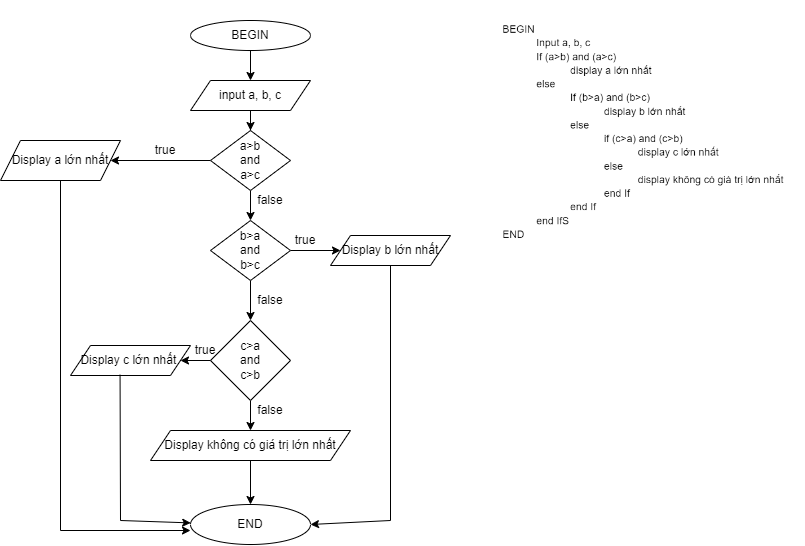 BEGIN
input a, b, c
a>b
and
a>c
true
Display a lớn nhất
false
b>a
and
b>c
true
Display b lớn nhất
false
c>a
and
c>b
true
Display c lớn nhất
false
Display không có giá trị lớn nhất
END
BEGIN
Input a, b, c
If (a>b) and (a>c)
display a lớn nhất
else
If (b>a) and (b>c)
display b lớn nhất
else
If (c>a) and (c>b)
display c lớn nhất
else
display không có giá trị lớn nhất
end If
end If
end IfS
END